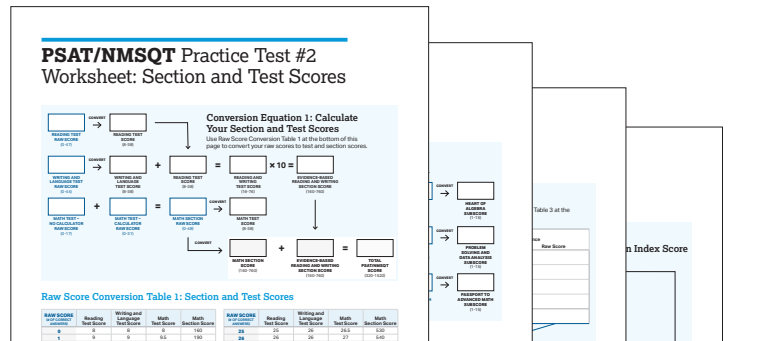 PSAT/NMSQT Practice Test #2
Worksheet: Section and Test Scores
Conversion Equation 1: Calculate
Your Section and Test Scores
Use Raw Score Conversion Table 1 at the bottom of this
page to convert your raw scores to test and section scores.
CONVERT
READING TEST
RAW SCORE
(0-47)
READING TEST
SCORE
(8-38)
CONVERT
+
=
× 10 =
WRITING AND
LANGUAGE TEST
RAW SCORE
(0-44)
WRITING AND
LANGUAGE
TEST SCORE
(8-38)
READING TEST
SCORE
(8-38)
READING AND
WRITING
TEST SCORE
(16-76)
EVIDENCE-BASED
READING AND WRITING
SECTION SCORE
(160-760)
+
=
CONVERT
MATH TEST –
NO CALCULATOR
RAW SCORE
(0-17)
MATH TEST –
CALCULATOR
RAW SCORE
(0-31)
MATH SECTION
RAW SCORE
(0-48)
MATH TEST
SCORE
(8-38)
CONVERT
+
=
MATH SECTION
SCORE
(160-760)
EVIDENCE-BASED
READING AND WRITING
SECTION SCORE
(160-760)
TOTAL
PSAT/NMSQT
SCORE
(320-1520)
Raw Score Conversion Table 1: Section and Test Scores
RAW SCORE
(# OF CORRECT
ANSWERS)
Reading
Test Score
Writing and
Language
Test Score
Math
Test Score
Math
Section Score
0 8 8 8 160
1 9 9 9.5 190
RAW SCORE
(# OF CORRECT
ANSWERS)
Reading
Test Score
Writing and
Language
Test Score
Math
Test Score
Math
Section Score
25 25 26 26.5 530
26 26 26 27 540
CONVERT
HEART OF
ALGEBRA
SUBSCORE
(1-15)
CONVERT
PROBLEM
SOLVING AND
DATA ANALYSIS
SUBSCORE
(1-15)
CONVERT
PASSPORT TO
ADVANCED MATH
SUBSCORE
(1-15)
Table 3 at the
nce
Raw Score
n Index Score